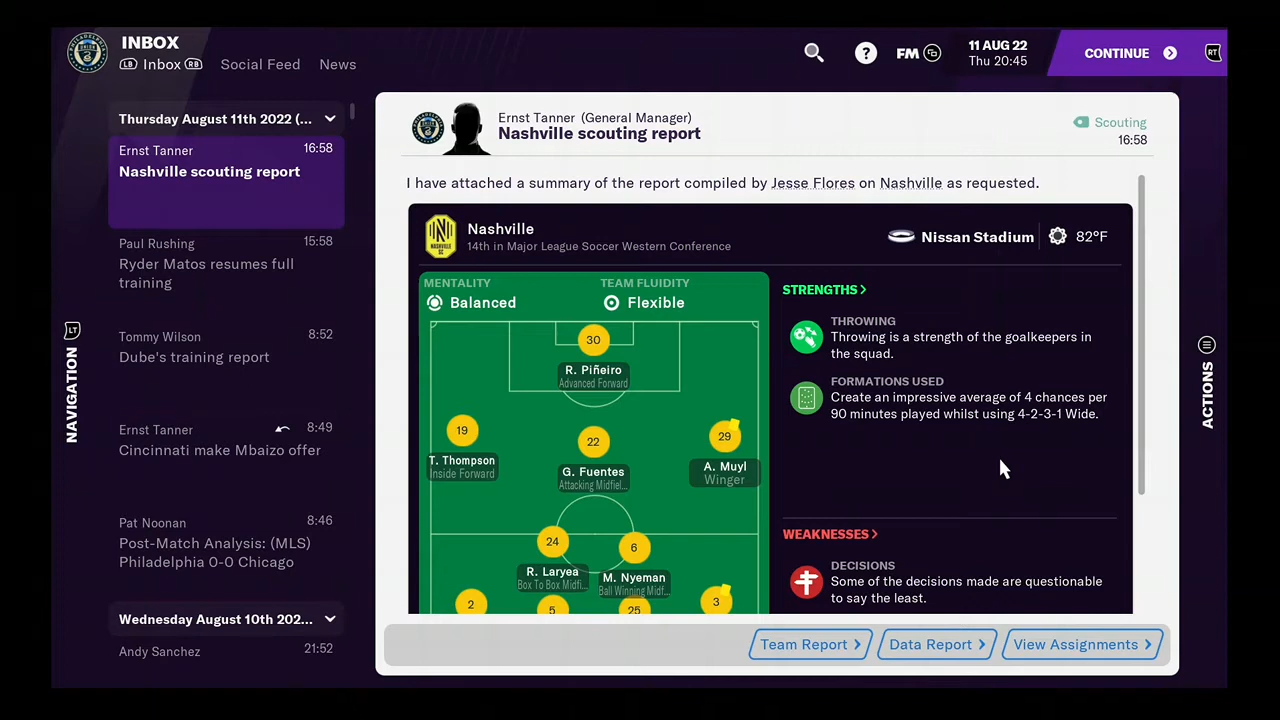 INBOX
LB Inbox RB Social Feed News
? FM 11 AUG 22
Thu 20:45
CONTINUE RT
Thursday August 11th 2022 (...
Ernst Tanner 16:58
Nashville scouting report
Paul Rushing 15:58
Ryder Matos resumes full
training
Tommy Wilson 8:52
Dube's training report
Ernst Tanner 8:49
Cincinnati make Mbaizo offer
Pat Noonan 8:46
Post-Match Analysis: (MLS)
Philadelphia 0-0 Chicago
Wednesday August 10th 202...
Andy Sanchez 21:52
LT
NAVIGATION
Ernst Tanner (General Manager)
Nashville scouting report
Scouting
16:58
I have attached a summary of the report compiled by Jesse Flores on Nashville as requested.
Nashville
14th in Major League Soccer Western Conference
Nissan Stadium 82°F
MENTALITY
Balanced
TEAM FLUIDITY
Flexible
30
R. Piñeiro
Advanced Forward
19
T. Thompson
Inside Forward
22
G. Fuentes
Attacking Midfiel...
29
A. Muyl
Winger
24
R. Laryea
Box To Box Midfi...
6
M. Nyeman
Ball Winning Midf...
2
5
25
3
STRENGTHS
THROWING
Throwing is a strength of the goalkeepers in
the squad.
FORMATIONS USED
Create an impressive average of 4 chances per
90 minutes played whilst using 4-2-3-1 Wide.
WEAKNESSES
DECISIONS
Some of the decisions made are questionable
to say the least.
Team Report Data Report View Assignments
ACTIONS